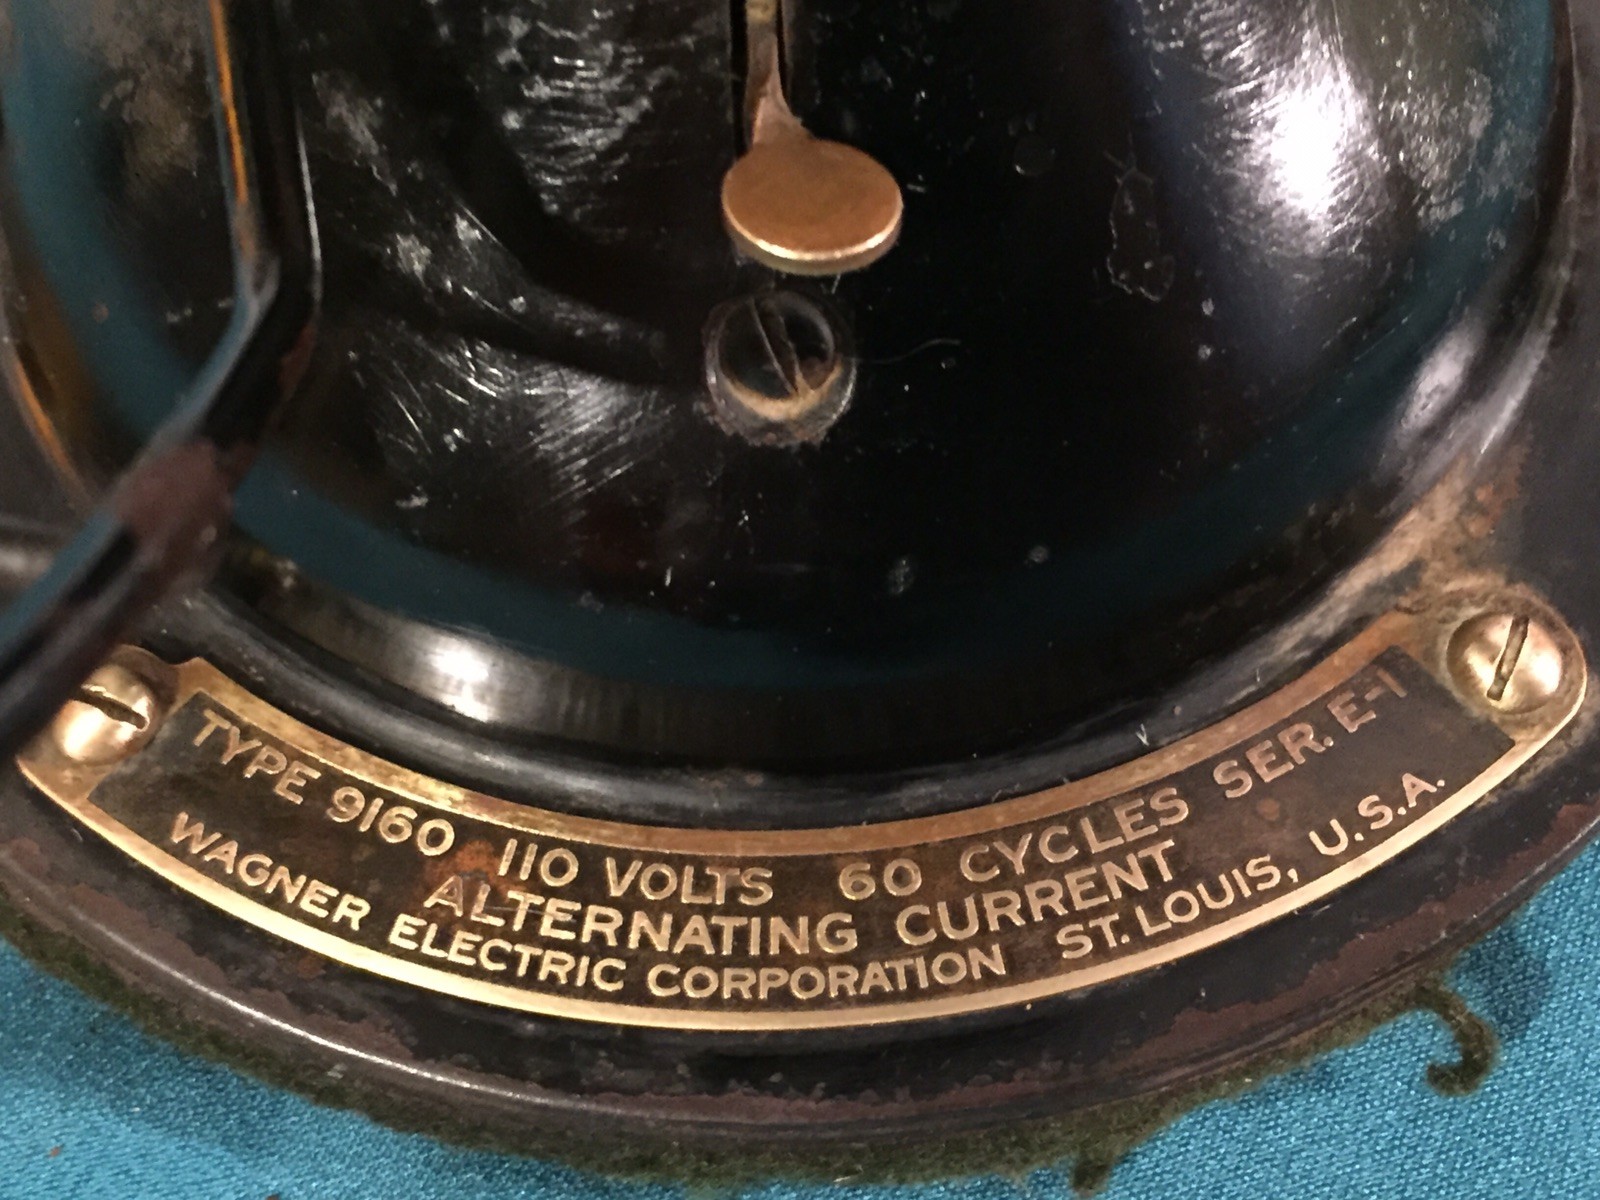 TYPE 9160 110 VOLTS 60 CYCLES SER. E-1
ALTERNATING CURRENT
WAGNER ELECTRIC CORPORATION ST. LOUIS, U.S.A.